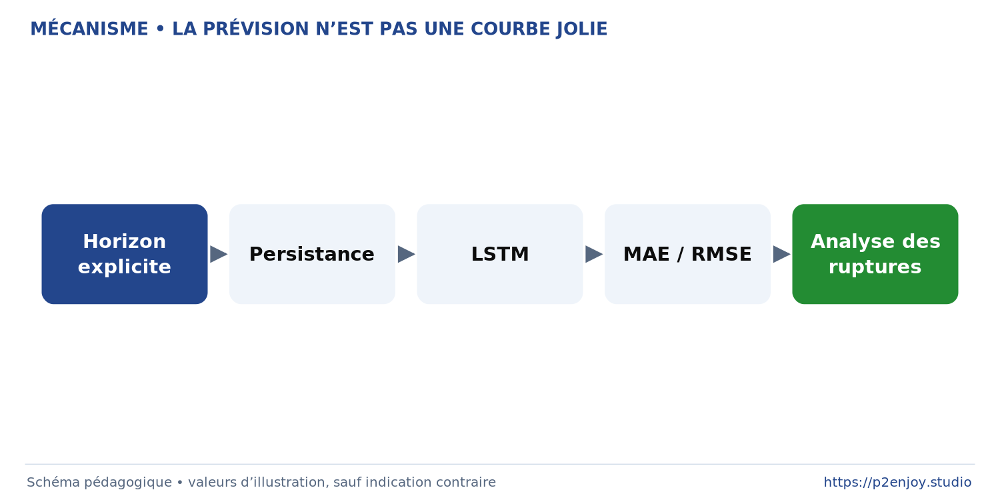 MÉCANISME • LA PRÉVISION N’EST PAS UNE COURBE JOLIE
Horizon
explicite
Persistance
LSTM
MAE / RMSE
Analyse des
ruptures
Schéma pédagogique • valeurs d’illustration, sauf indication contraire
https://p2enjoy.studio